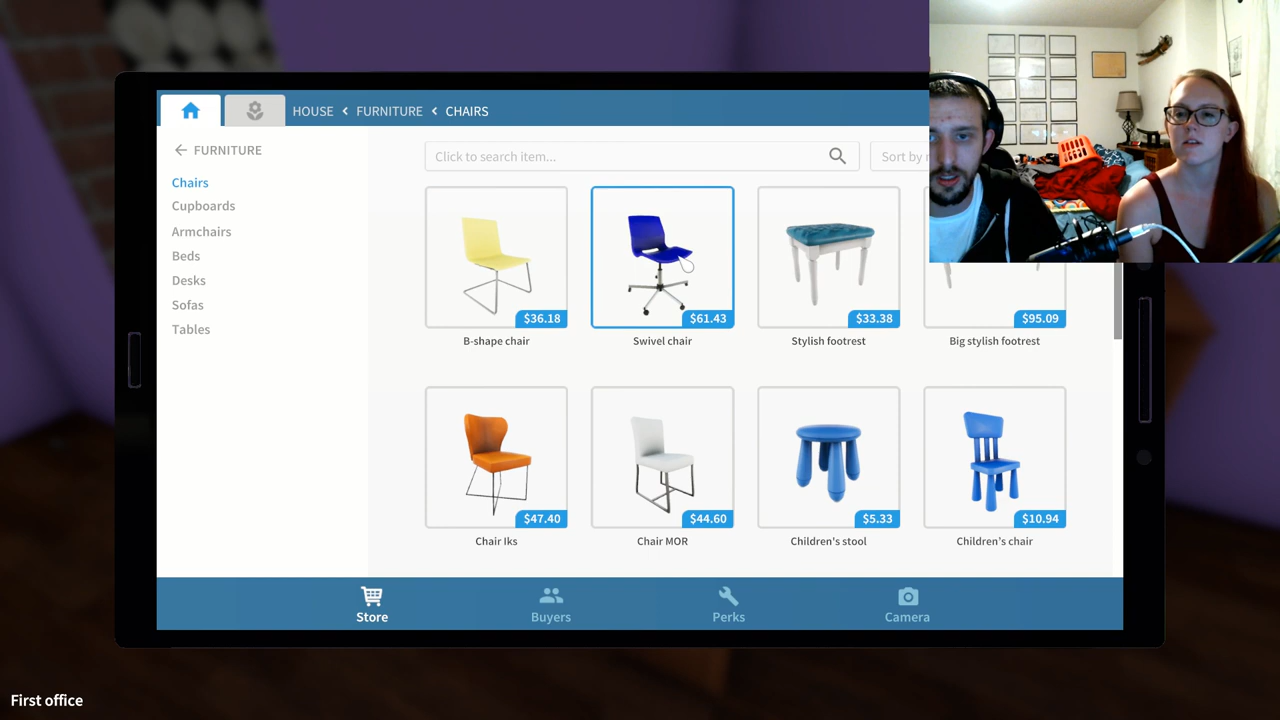 HOUSE < FURNITURE < CHAIRS
FURNITURE
Click to search item...
Sort by
Chairs
Cupboards
Armchairs
Beds
Desks
Sofas
Tables
$36.18
$61.43
$33.38
$95.09
B-shape chair
Swivel chair
Stylish footrest
Big stylish footrest
$47.40
$44.60
$5.33
$10.94
Chair Iks
Chair MOR
Children's stool
Children's chair
Store
Buyers
Perks
Camera
First office